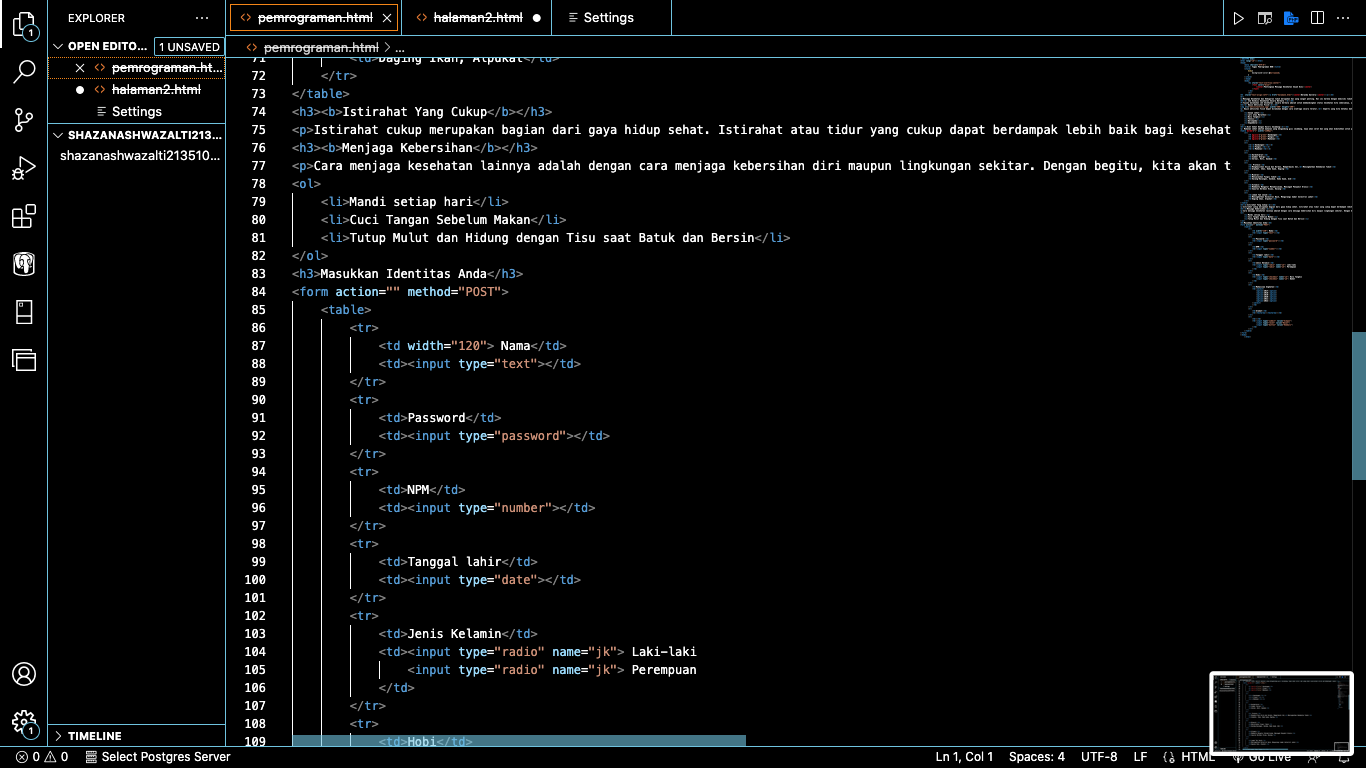 EXPLORER
OPEN EDITO...
1 UNSAVED
pemrograman.ht...
halaman2.html
Settings
SHAZANASHWAZALTI213...
shazanashwazalti213510...
TIMELINE
pemrograman.html
halaman2.html
Settings
pemrograman.html > ...
71 <td>Daging Ikan, Alpukat</td>
72 </tr>
73 </table>
74 <h3><b>Istirahat Yang Cukup</b></h3>
75 <p>Istirahat cukup merupakan bagian dari gaya hidup sehat. Istirahat atau tidur yang cukup dapat berdampak lebih baik bagi kesehat
76 <h3><b>Menjaga Kebersihan</b></h3>
77 <p>Cara menjaga kesehatan lainnya adalah dengan cara menjaga kebersihan diri maupun lingkungan sekitar. Dengan begitu, kita akan t
78 <ol>
79 <li>Mandi setiap hari</li>
80 <li>Cuci Tangan Sebelum Makan</li>
81 <li>Tutup Mulut dan Hidung dengan Tisu saat Batuk dan Bersin</li>
82 </ol>
83 <h3>Masukkan Identitas Anda</h3>
84 <form action="" method="POST">
85 <table>
86 <tr>
87 <td width="120"> Nama</td>
88 <td><input type="text"></td>
89 </tr>
90 <tr>
91 <td>Password</td>
92 <td><input type="password"></td>
93 </tr>
94 <tr>
95 <td>NPM</td>
96 <td><input type="number"></td>
97 </tr>
98 <tr>
99 <td>Tanggal lahir</td>
100 <td><input type="date"></td>
101 </tr>
102 <tr>
103 <td>Jenis Kelamin</td>
104 <td><input type="radio" name="jk"> Laki-laki
105 <input type="radio" name="jk"> Perempuan
106 </td>
107 </tr>
108 <tr>
109 <td>Hobi</td>
0 0
Select Postgres Server
Ln 1, Col 1
Spaces: 4
UTF-8
LF
HTML
Go Live